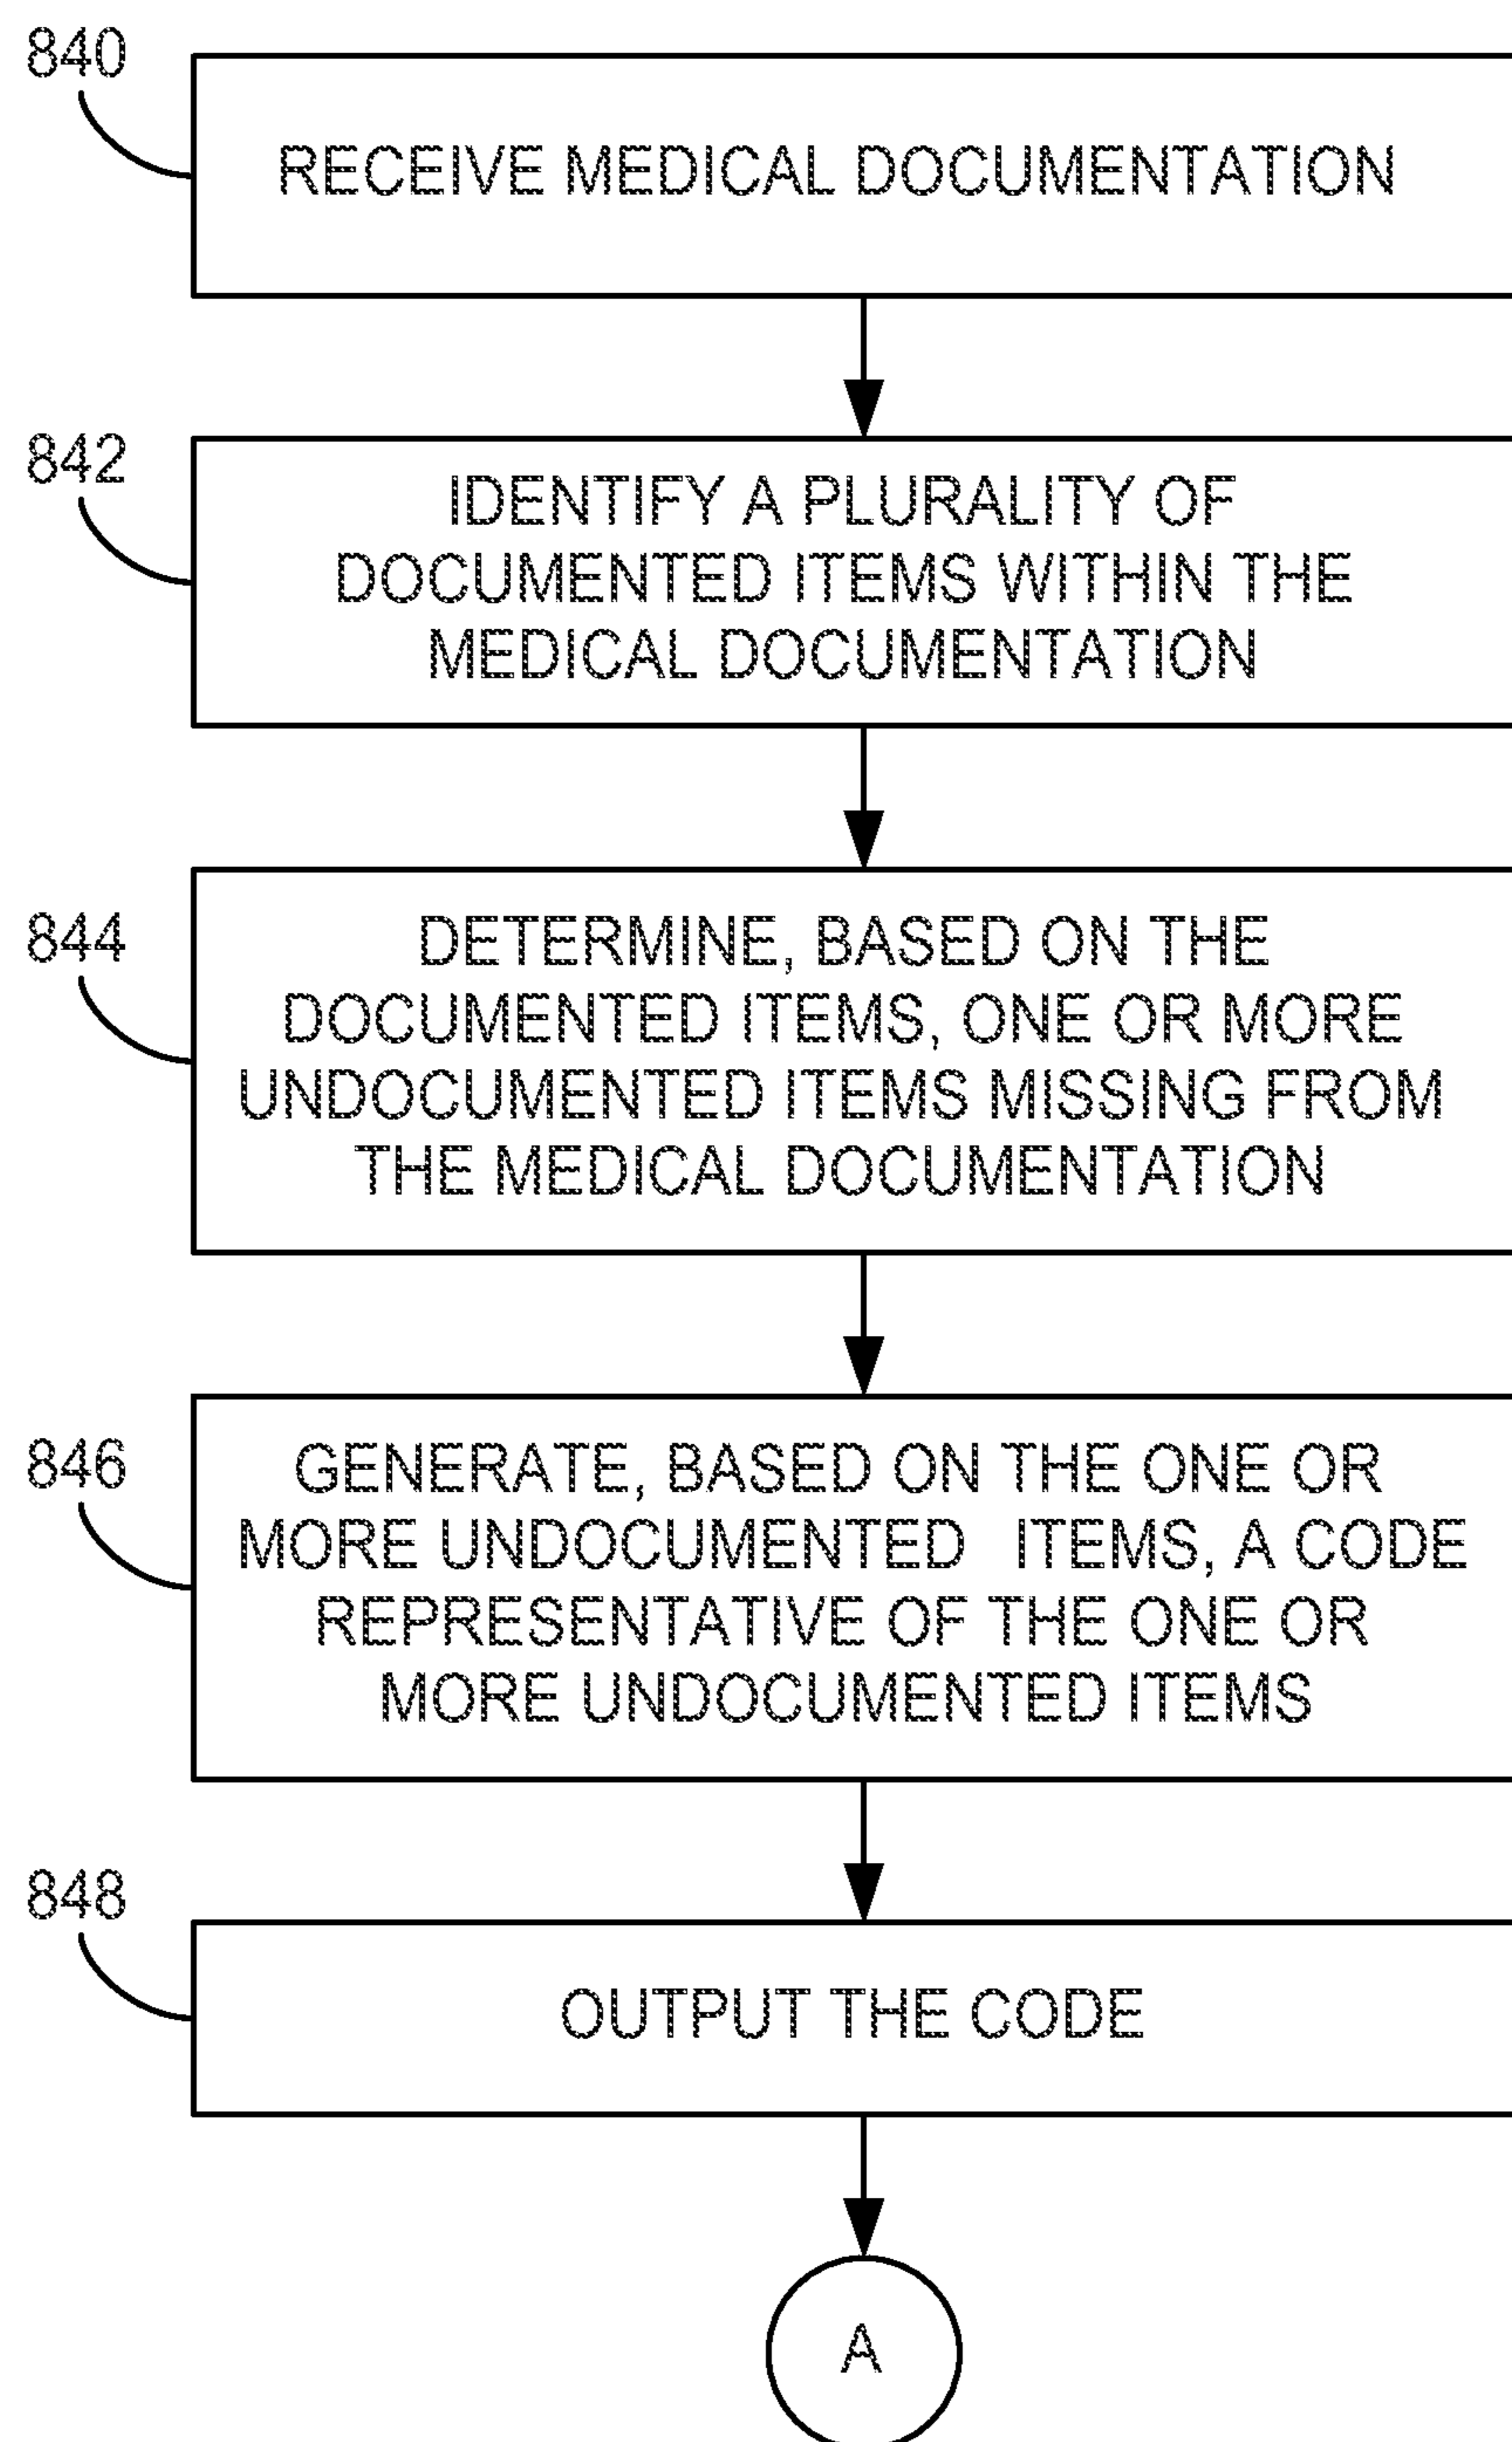 840
RECEIVE MEDICAL DOCUMENTATION
842
IDENTIFY A PLURALITY OF
DOCUMENTED ITEMS WITHIN THE
MEDICAL DOCUMENTATION
844
DETERMINE, BASED ON THE
DOCUMENTED ITEMS, ONE OR MORE
UNDOCUMENTED ITEMS MISSING FROM
THE MEDICAL DOCUMENTATION
846
GENERATE, BASED ON THE ONE OR
MORE UNDOCUMENTED ITEMS, A CODE
REPRESENTATIVE OF THE ONE OR
MORE UNDOCUMENTED ITEMS
848
OUTPUT THE CODE
A